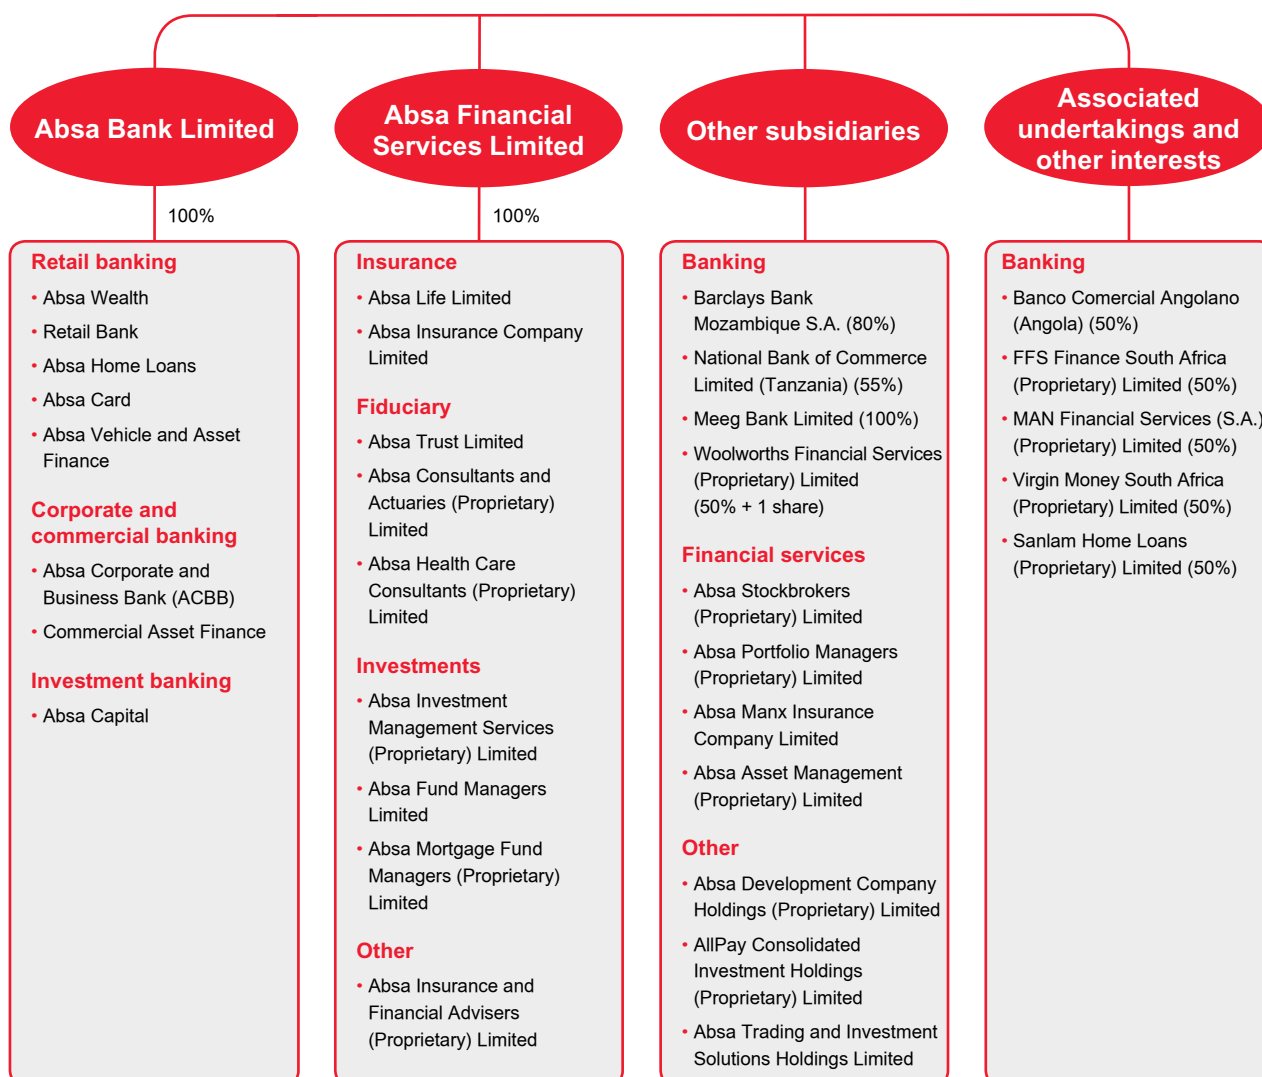 Absa Bank Limited
100%
Retail banking
• Absa Wealth
• Retail Bank
• Absa Home Loans
• Absa Card
• Absa Vehicle and Asset
Finance
Corporate and
commercial banking
• Absa Corporate and
Business Bank (ACBB)
• Commercial Asset Finance
Investment banking
• Absa Capital
Absa Financial
Services Limited
100%
Insurance
• Absa Life Limited
• Absa Insurance Company
Limited
Fiduciary
• Absa Trust Limited
• Absa Consultants and
Actuaries (Proprietary)
Limited
• Absa Health Care
Consultants (Proprietary)
Limited
Investments
• Absa Investment
Management Services
(Proprietary) Limited
• Absa Fund Managers
Limited
• Absa Mortgage Fund
Managers (Proprietary)
Limited
Other
• Absa Insurance and
Financial Advisers
(Proprietary) Limited
Other subsidiaries
Banking
• Barclays Bank
Mozambique S.A. (80%)
• National Bank of Commerce
Limited (Tanzania) (55%)
• Meeg Bank Limited (100%)
• Woolworths Financial Services
(Proprietary) Limited
(50% + 1 share)
Financial services
• Absa Stockbrokers
(Proprietary) Limited
• Absa Portfolio Managers
(Proprietary) Limited
• Absa Manx Insurance
Company Limited
• Absa Asset Management
(Proprietary) Limited
Other
• Absa Development Company
Holdings (Proprietary) Limited
• AllPay Consolidated
Investment Holdings
(Proprietary) Limited
• Absa Trading and Investment
Solutions Holdings Limited
Associated
undertakings and
other interests
Banking
• Banco Comercial Angolano
(Angola) (50%)
• FFS Finance South Africa
(Proprietary) Limited (50%)
• MAN Financial Services (S.A.)
(Proprietary) Limited (50%)
• Virgin Money South Africa
(Proprietary) Limited (50%)
• Sanlam Home Loans
(Proprietary) Limited (50%)